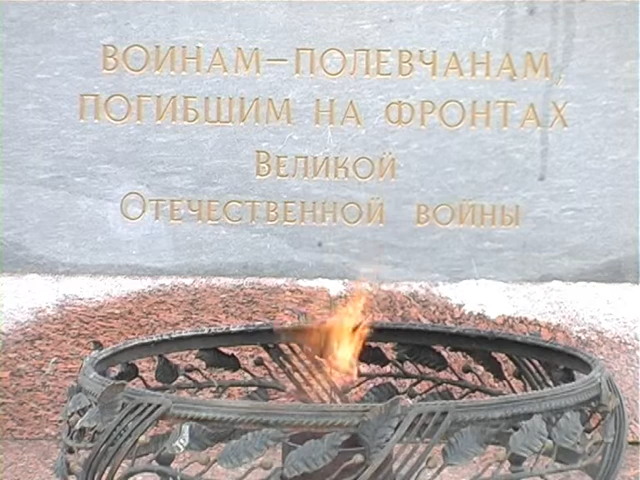 ВОИНАМ–ПОЛЕВЧАНАМ,
ПОГИБШИМ НА ФРОНТАХ
ВЕЛИКОЙ
ОТЕЧЕСТВЕННОЙ ВОЙНЫ